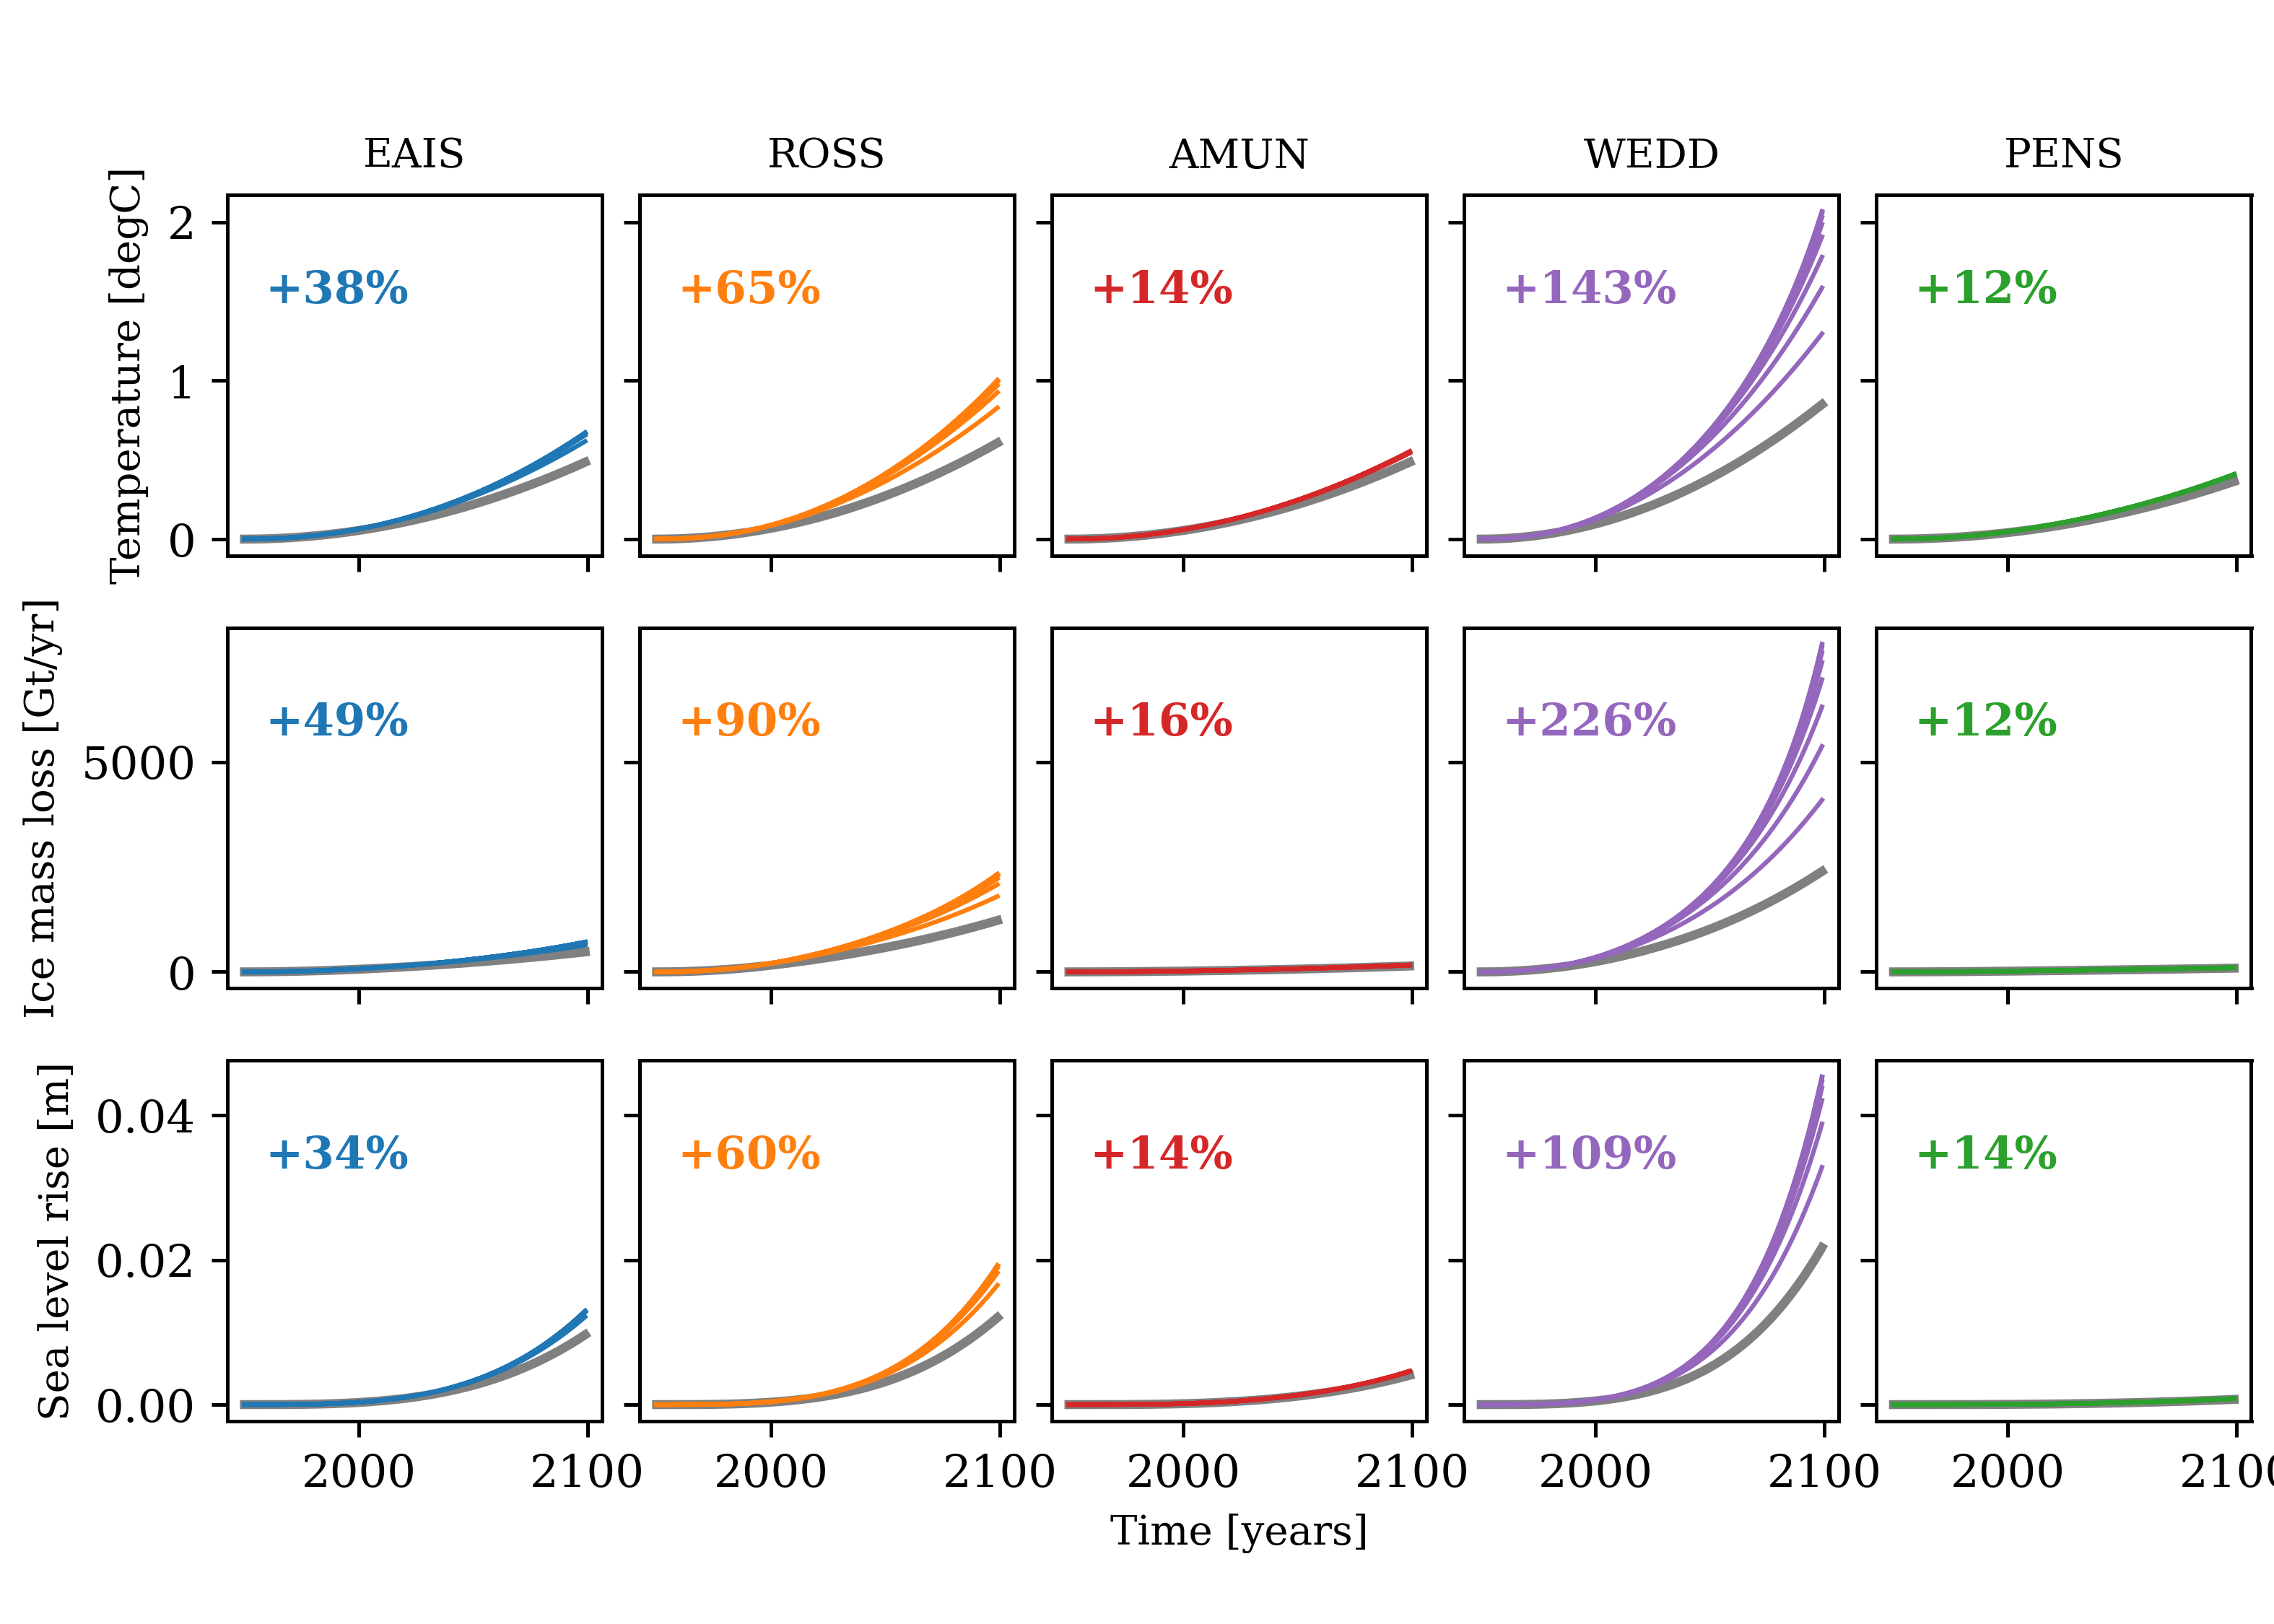 EAIS ROSS AMUN WEDD PENS
Temperature [degC]
2
1
0
+38% +65% +14% +143% +12%
Ice mass loss [Gt/yr]
5000
0
+49% +90% +16% +226% +12%
Sea level rise [m]
0.04
0.02
0.00
+34% +60% +14% +109% +14%
2000 2100 2000 2100 2000 2100 2000 2100 2000
Time [years]